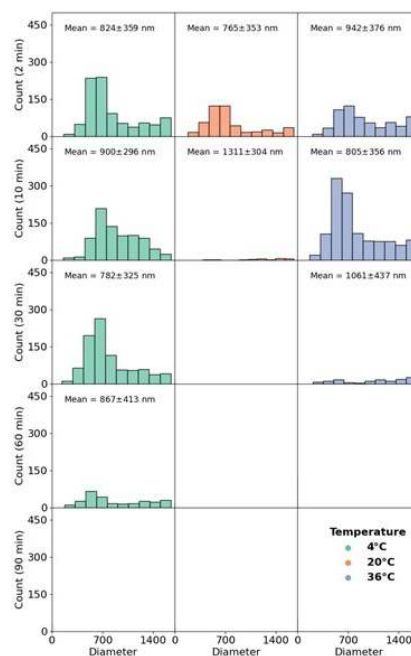 Mean = 824±359 nm
Mean = 765±353 nm
Mean = 942±376 nm
Count (2 min)
450
300
150
0
Mean = 900±296 nm
Mean = 1311±304 nm
Mean = 805±356 nm
Count (10 min)
450
300
150
0
Mean = 782±325 nm
Mean = 1061±437 nm
Count (30 min)
450
300
150
0
Mean = 867±413 nm
Count (60 min)
450
300
150
0
Count (90 min)
450
300
150
0
Temperature
4°C
20°C
36°C
0 700 1400 0 700 1400 0 700 1400
Diameter Diameter Diameter